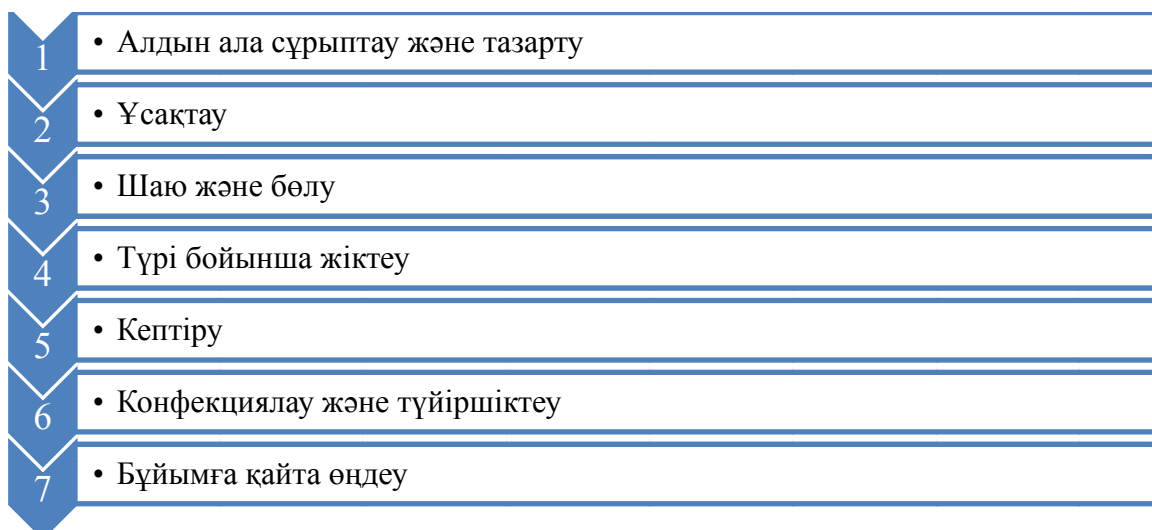 1 • Алдын ала сұрыптау және тазарту
2 • Ұсақтау
3 • Шаю және бөлу
4 • Түрі бойынша жіктеу
5 • Кептіру
6 • Конфекциялау және түйіршіктеу
7 • Бұйымға қайта өңдеу